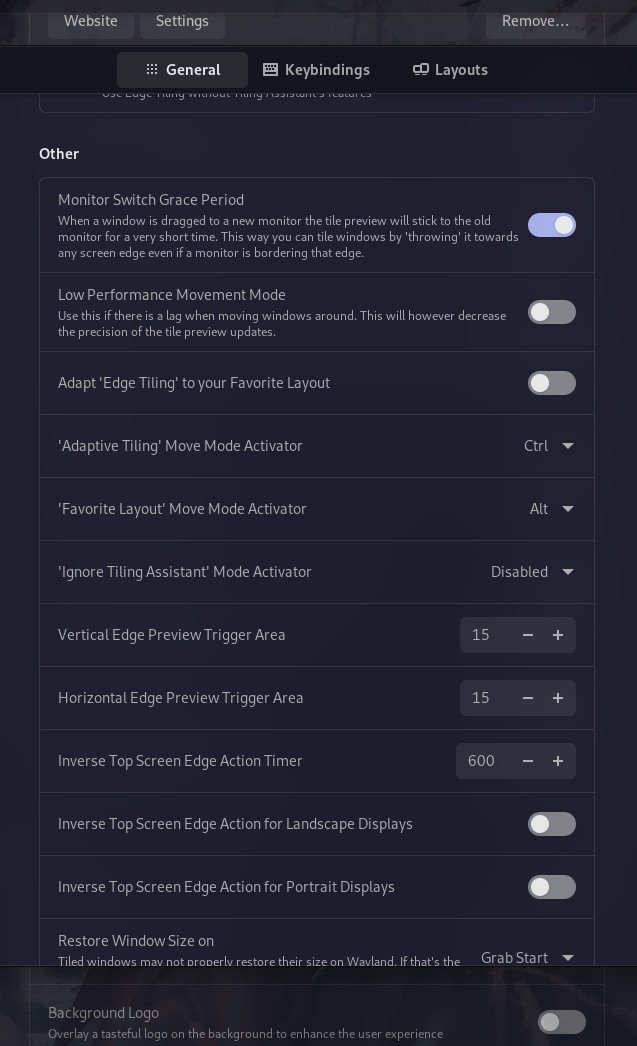 Website Settings Remove…
General Keybindings Layouts
Use Edge Tiling without Tiling Assistant's features
Other
Monitor Switch Grace Period
When a window is dragged to a new monitor the tile preview will stick to the old
monitor for a very short time. This way you can tile windows by 'throwing' it towards
any screen edge even if a monitor is bordering that edge.
Low Performance Movement Mode
Use this if there is a lag when moving windows around. This will however decrease
the precision of the tile preview updates.
Adapt 'Edge Tiling' to your Favorite Layout
'Adaptive Tiling' Move Mode Activator Ctrl
'Favorite Layout' Move Mode Activator Alt
'Ignore Tiling Assistant' Mode Activator Disabled
Vertical Edge Preview Trigger Area 15 − +
Horizontal Edge Preview Trigger Area 15 − +
Inverse Top Screen Edge Action Timer 600 − +
Inverse Top Screen Edge Action for Landscape Displays
Inverse Top Screen Edge Action for Portrait Displays
Restore Window Size on Grab Start
Tiled windows may not properly restore their size on Wayland. If that's the
Background Logo
Overlay a tasteful logo on the background to enhance the user experience